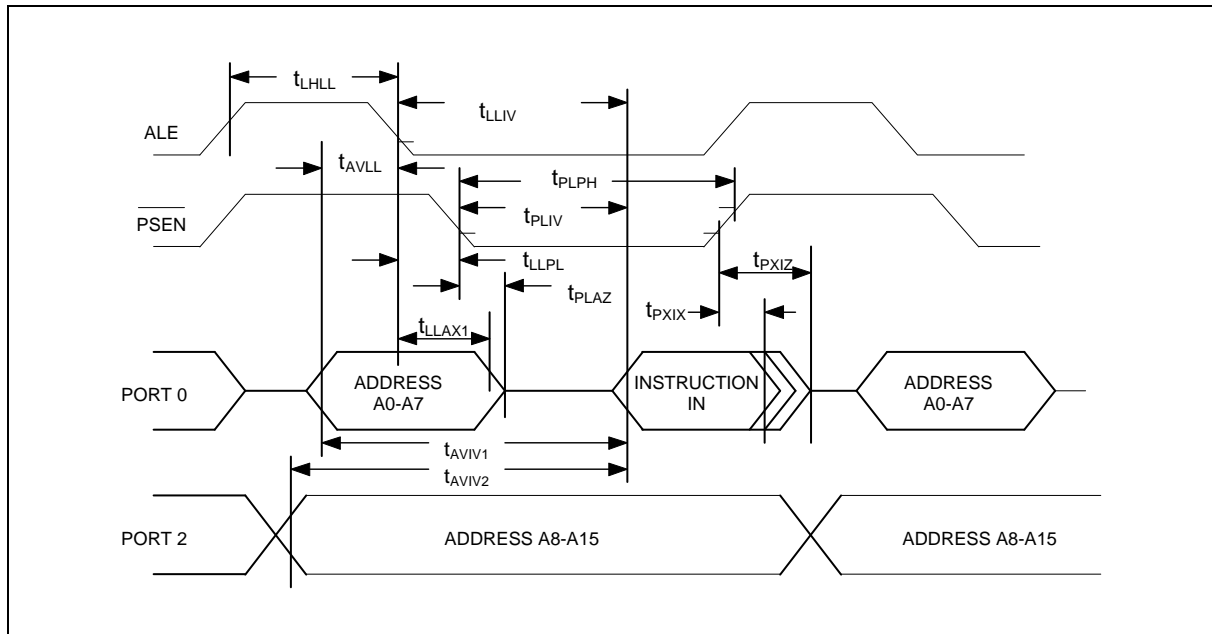 tLHLL
tLLIV
ALE
tAVLL
tPLPH
PSEN
tPLIV
tLLPL
tPXIZ
tPLAZ
tPXIX
tLLAX1
PORT 0
ADDRESS
A0-A7
INSTRUCTION
IN
ADDRESS
A0-A7
tAVIV1
tAVIV2
PORT 2
ADDRESS A8-A15
ADDRESS A8-A15